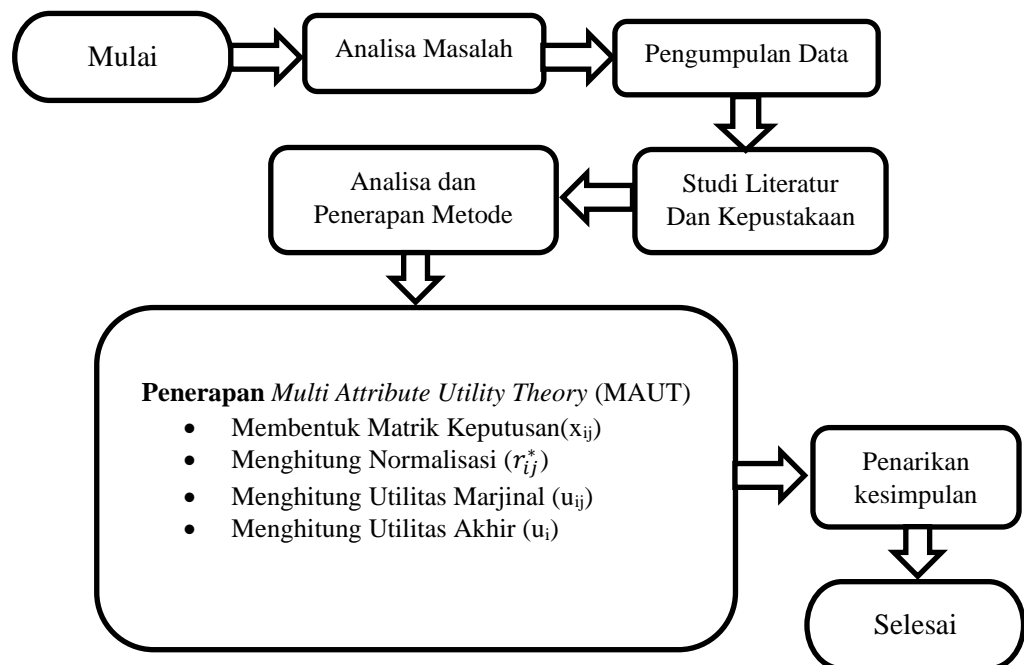 Mulai
Analisa Masalah
Pengumpulan Data
Studi Literatur
Dan Kepustakaan
Analisa dan
Penerapan Metode
Penerapan Multi Attribute Utility Theory (MAUT)
• Membentuk Matrik Keputusan(xᵢⱼ)
• Menghitung Normalisasi (𝑟*ᵢⱼ)
• Menghitung Utilitas Marjinal (uᵢⱼ)
• Menghitung Utilitas Akhir (uᵢ)
Penarikan
kesimpulan
Selesai